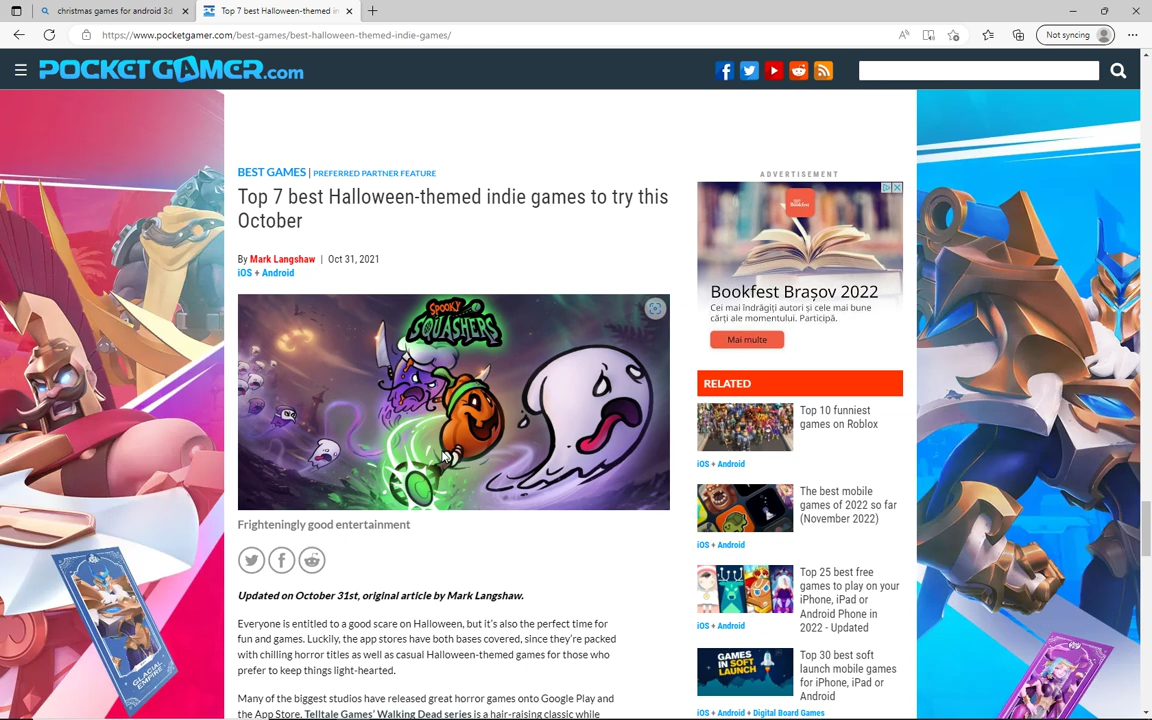 christmas games for android 3d
Top 7 best Halloween-themed in
https://www.pocketgamer.com/best-games/best-halloween-themed-indie-games/
Not syncing
POCKETGAMER.com
BEST GAMES | PREFERRED PARTNER FEATURE
Top 7 best Halloween-themed indie games to try this
October
By Mark Langshaw | Oct 31, 2021
iOS + Android
SPOOKY
SQUASHERS
Frighteningly good entertainment
Updated on October 31st, original article by Mark Langshaw.
Everyone is entitled to a good scare on Halloween, but it's also the perfect time for
fun and games. Luckily, the app stores have both bases covered, since they're packed
with chilling horror titles as well as casual Halloween-themed games for those who
prefer to keep things light-hearted.
Many of the biggest studios have released great horror games onto Google Play and
the App Store. Telltale Games' Walking Dead series is a hair-raising classic while
ADVERTISEMENT
Bookfest
Bookfest Brașov 2022
Cei mai îndrăgiți autori și cele mai bune
cărți ale momentului. Participă.
Mai multe
RELATED
Top 10 funniest
games on Roblox
iOS + Android
The best mobile
games of 2022 so far
(November 2022)
iOS + Android
Top 25 best free
games to play on your
iPhone, iPad or
Android Phone in
2022 - Updated
iOS + Android
GAMES IN
SOFT
LAUNCH
Top 30 best soft
launch mobile games
for iPhone, iPad or
Android
iOS + Android + Digital Board Games
GLACIAL
EMPIRE